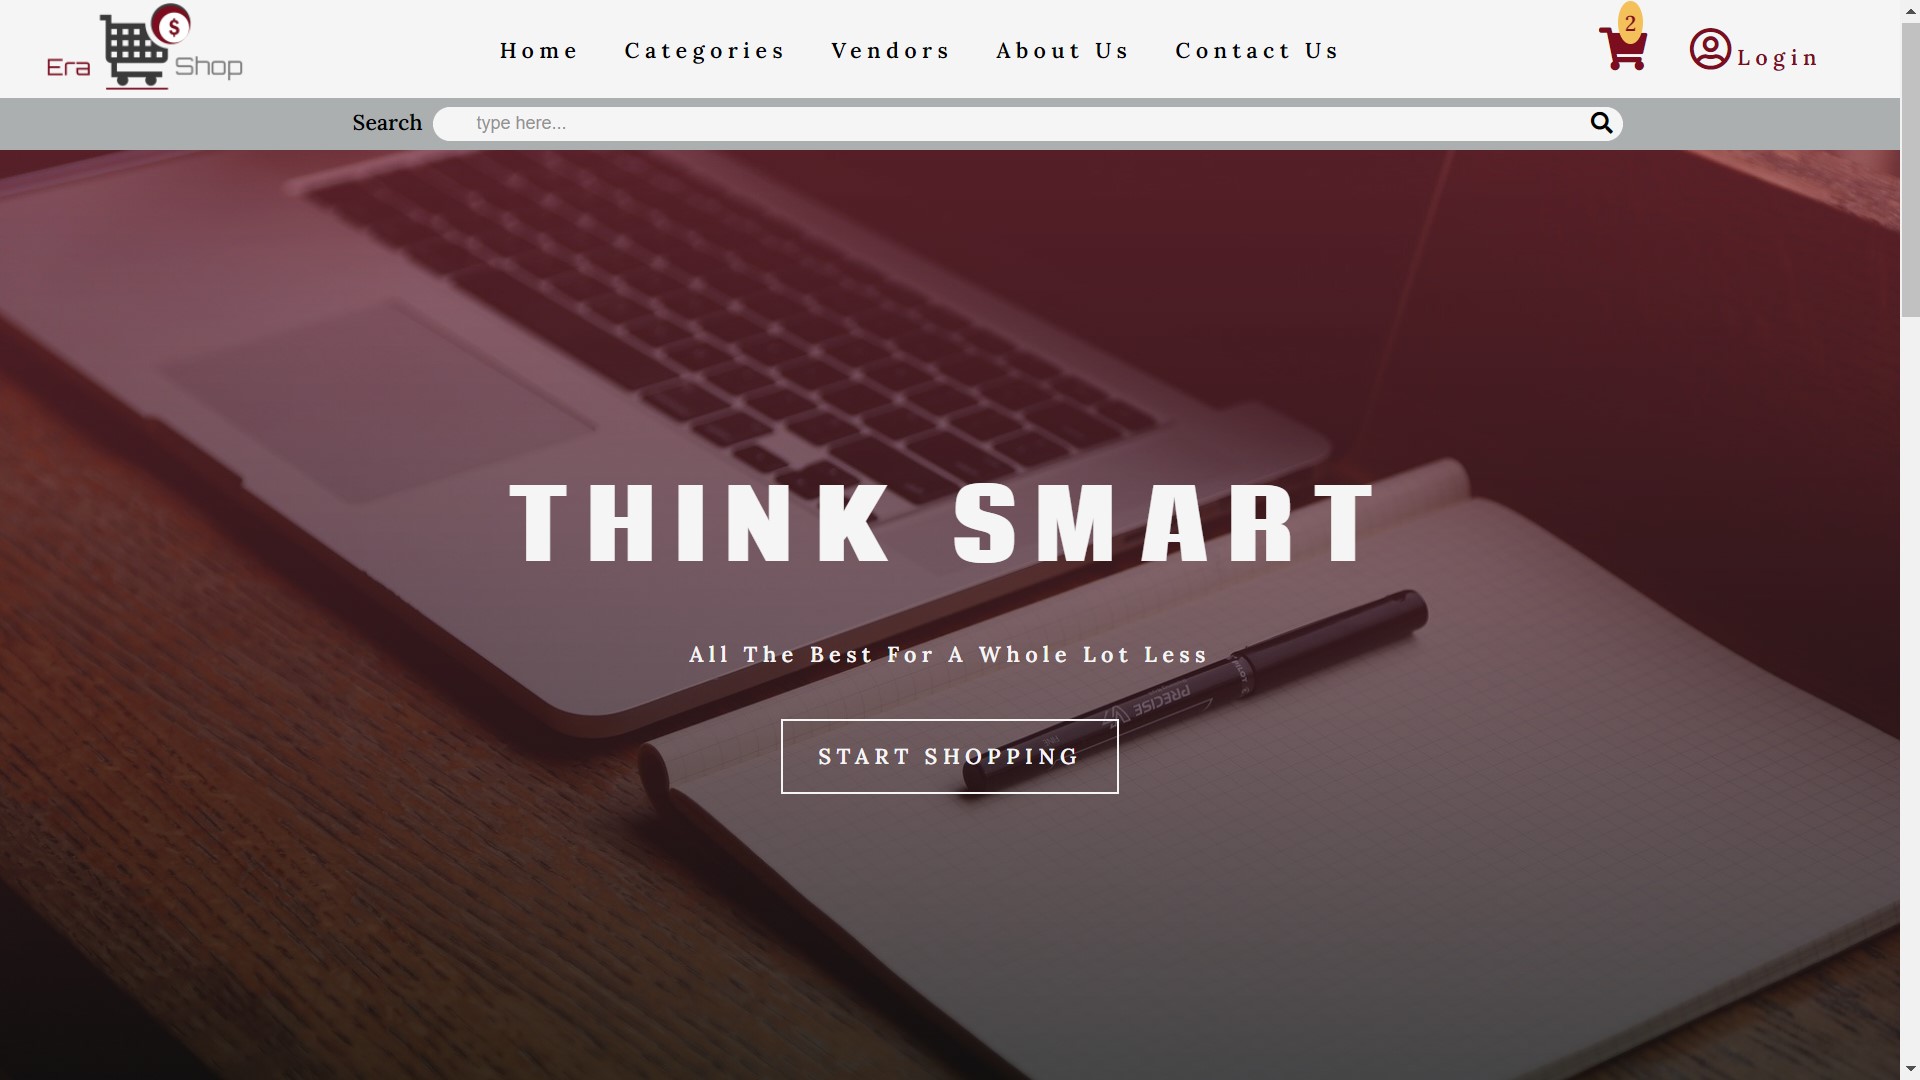 Era $ Shop
Home Categories Vendors About Us Contact Us
2
Login
Search type here...
THINK SMART
All The Best For A Whole Lot Less
PRECISE V7
START SHOPPING